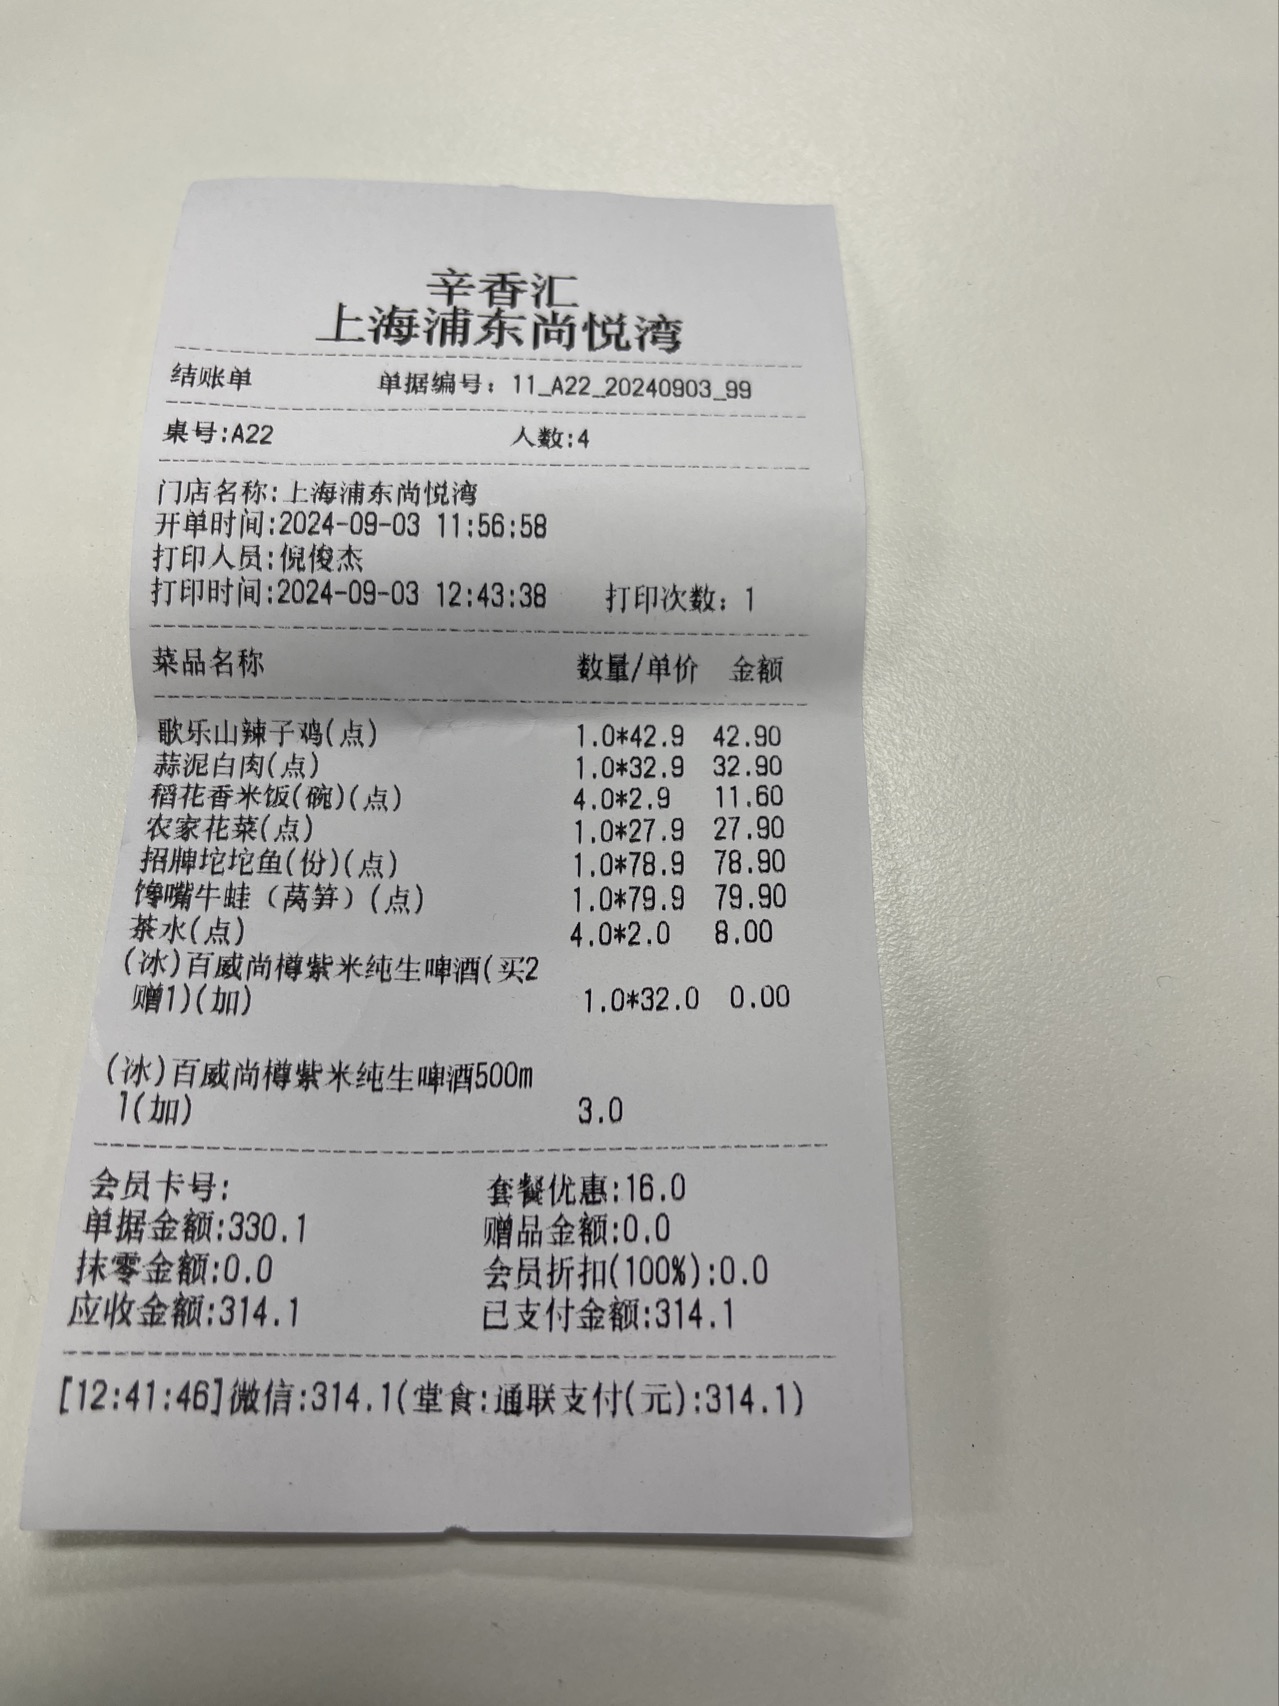 辛香汇
上海浦东尚悦湾
结账单 单据编号：11_A22_20240903_99
桌号:A22 人数:4
门店名称:上海浦东尚悦湾
开单时间:2024-09-03 11:56:58
打印人员:倪俊杰
打印时间:2024-09-03 12:43:38 打印次数：1
菜品名称 数量/单价 金额
歌乐山辣子鸡(点) 1.0*42.9 42.90
蒜泥白肉(点) 1.0*32.9 32.90
稻花香米饭(碗)(点) 4.0*2.9 11.60
农家花菜(点) 1.0*27.9 27.90
招牌坨坨鱼(份)(点) 1.0*78.9 78.90
馋嘴牛蛙（莴笋）(点) 1.0*79.9 79.90
茶水(点) 4.0*2.0 8.00
(冰)百威尚樽紫米纯生啤酒(买2
赠1)(加) 1.0*32.0 0.00
(冰)百威尚樽紫米纯生啤酒500m
l(加) 3.0
会员卡号: 套餐优惠:16.0
单据金额:330.1 赠品金额:0.0
抹零金额:0.0 会员折扣(100%):0.0
应收金额:314.1 已支付金额:314.1
[12:41:46]微信:314.1(堂食:通联支付(元):314.1)